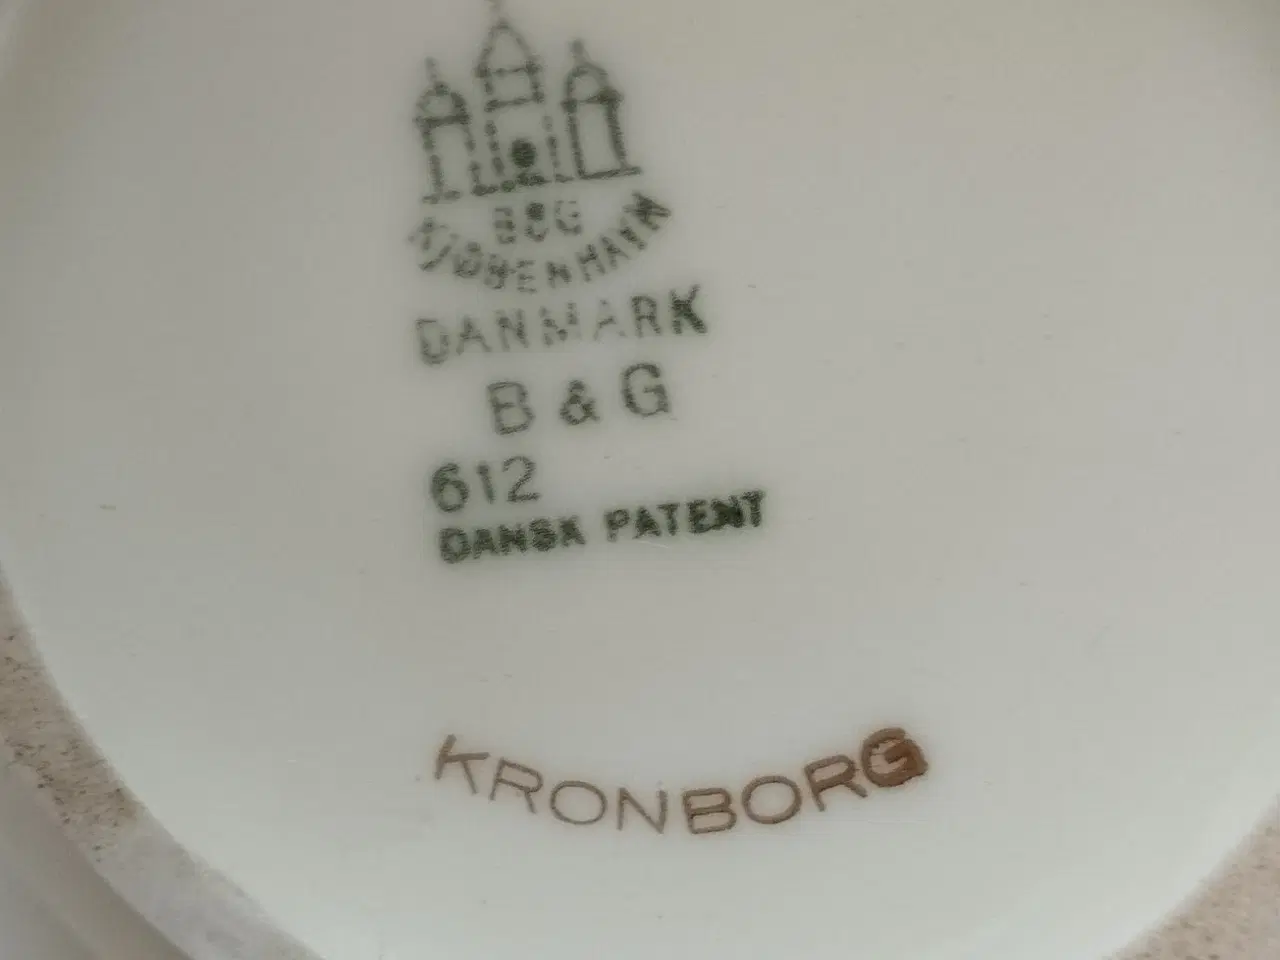 B&G
KJØBENHAVN
DANMARK
B & G
612
DANSK PATENT
KRONBORG